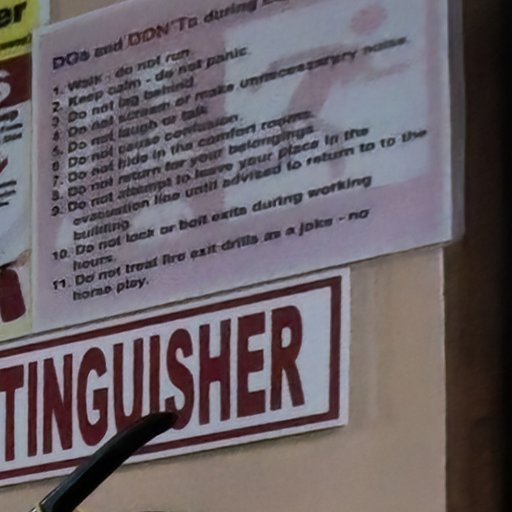 er
S
DOs and DON'Ts during
1. Walk - do not run.
2. Keep calm - do not panic.
3. Do not lag behind.
4. Do not scream or make unnecessary noise.
5. Do not laugh or talk.
6. Do not cause confusion.
7. Do not hide in the comfort rooms.
8. Do not return for your belongings.
9. Do not attempt to leave your place in the
evacuation line until advised to return to to the
building.
10. Do not lock or bolt exits during working
hours.
11. Do not treat fire exit drills as a joke - no
horse play.
TINGUISHER